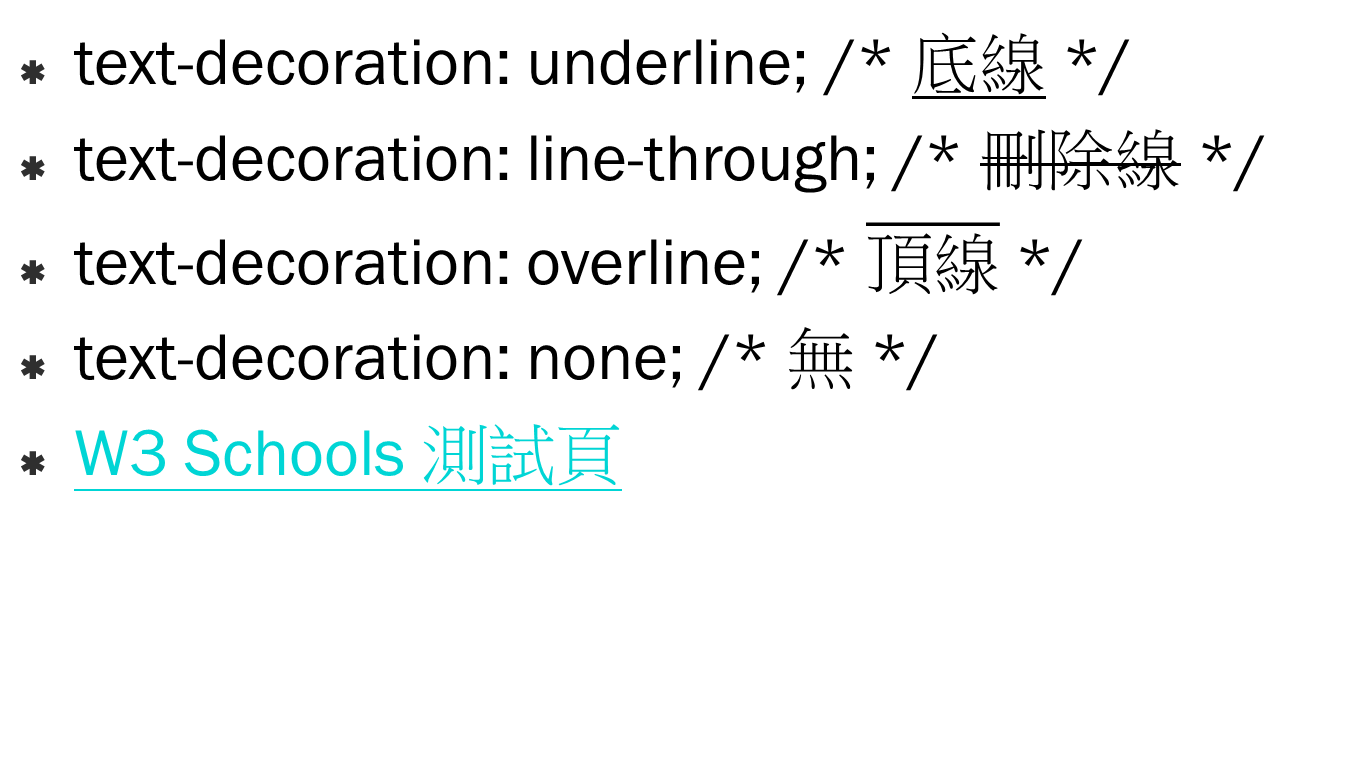 * text-decoration: underline; /* 底線 */
* text-decoration: line-through; /* 刪除線 */
* text-decoration: overline; /* 頂線 */
* text-decoration: none; /* 無 */
* W3 Schools 測試頁